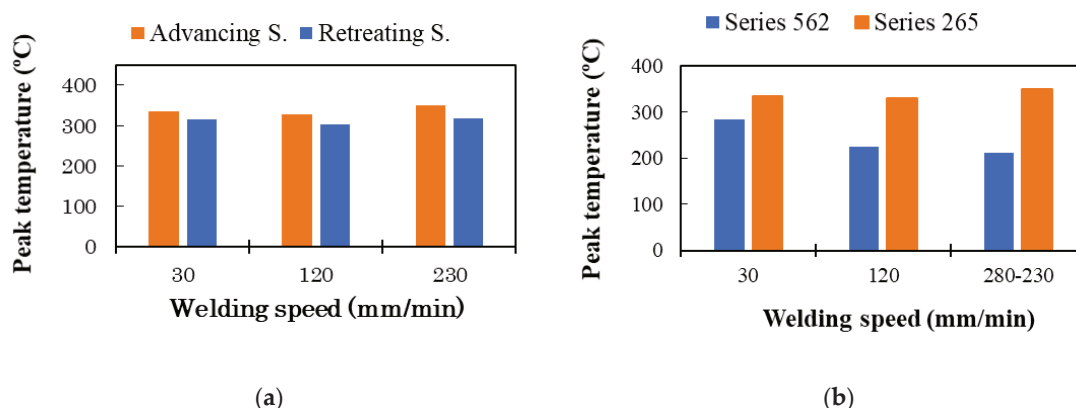 Advancing S. Retreating S.
Peak temperature (ºC)
400
300
200
100
0
30 120 230
Welding speed (mm/min)
(a)
Series 562 Series 265
Peak temperature (ºC)
400
300
200
100
0
30 120 280-230
Welding speed (mm/min)
(b)